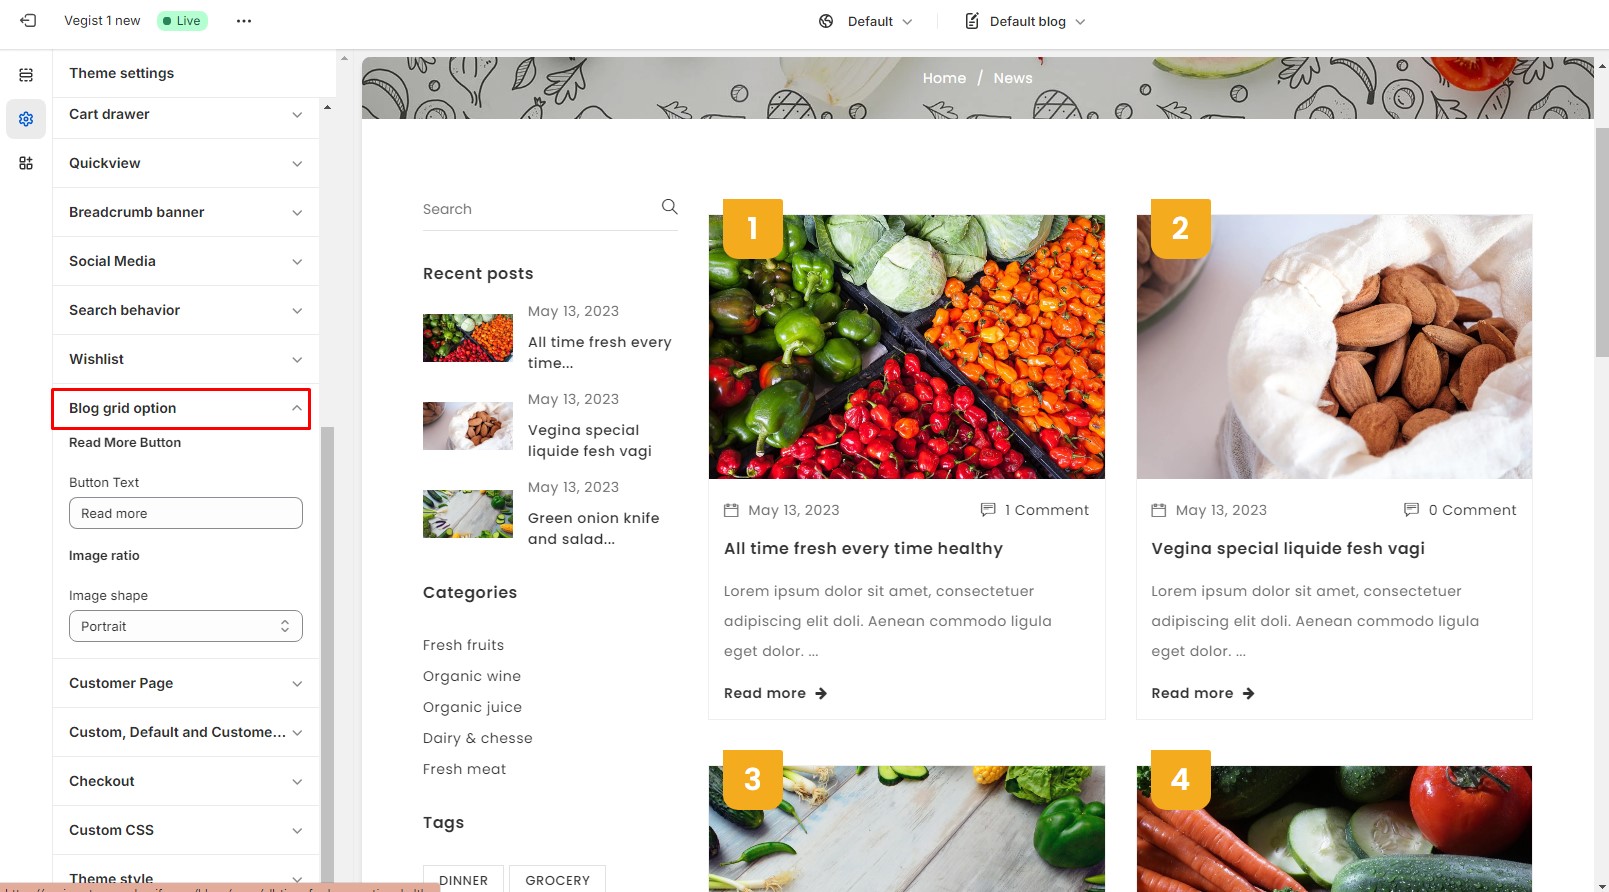 Vegist 1 new
Live
Default
Default blog
Theme settings
Cart drawer
Quickview
Breadcrumb banner
Social Media
Search behavior
Wishlist
Blog grid option
Read More Button
Button Text
Read more
Image ratio
Image shape
Portrait
Customer Page
Custom, Default and Custome...
Checkout
Custom CSS
Theme style
Home / News
Search
Recent posts
May 13, 2023
All time fresh every
time...
May 13, 2023
Vegina special
liquide fesh vagi
May 13, 2023
Green onion knife
and salad...
Categories
Fresh fruits
Organic wine
Organic juice
Dairy & chesse
Fresh meat
Tags
DINNER
GROCERY
1
May 13, 2023
1 Comment
All time fresh every time healthy
Lorem ipsum dolor sit amet, consectetuer
adipiscing elit doli. Aenean commodo ligula
eget dolor. ...
Read more
2
May 13, 2023
0 Comment
Vegina special liquide fesh vagi
Lorem ipsum dolor sit amet, consectetuer
adipiscing elit doli. Aenean commodo ligula
eget dolor. ...
Read more
3
4